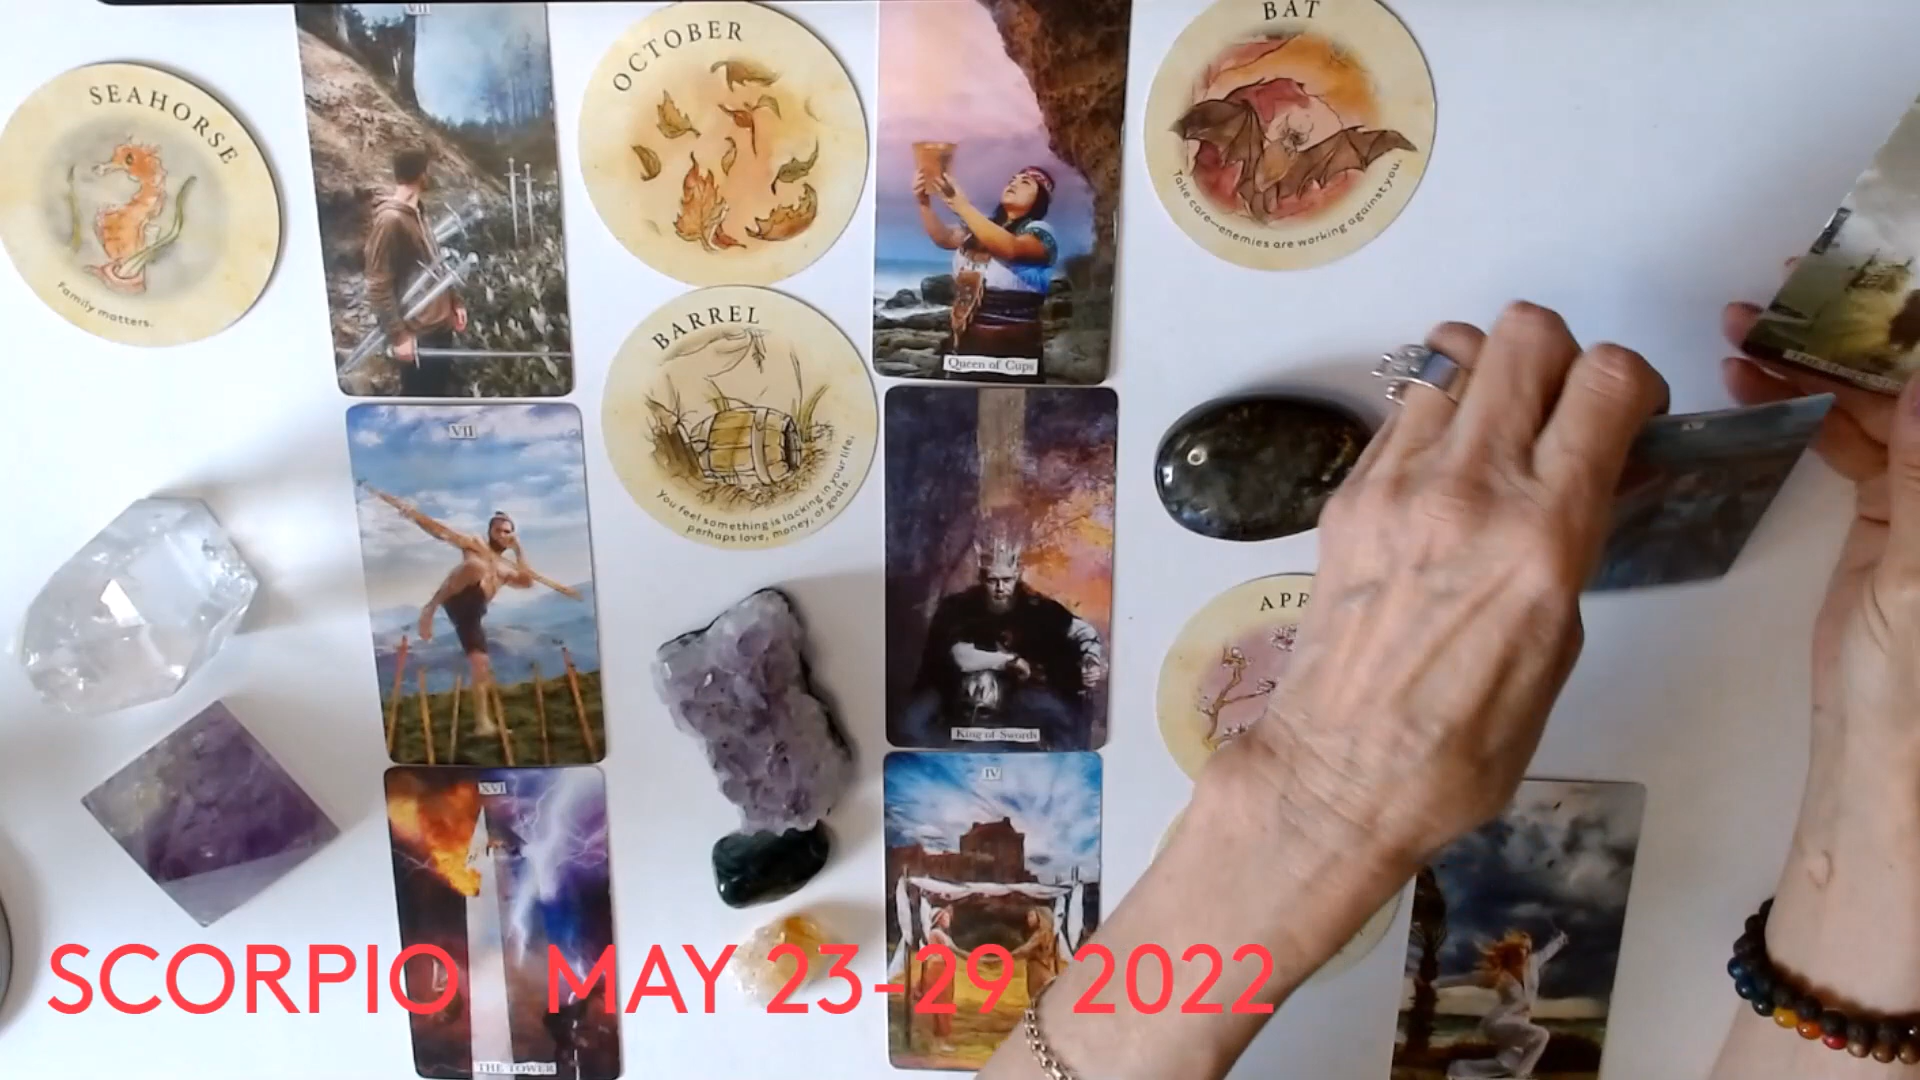 BAT
VII
OCTOBER
SEAHORSE
Take care—enemies are working against you.
Family matters.
BARREL
Queen of Cups
VII
You feel something is lacking in your life,
perhaps love, money, or goals.
APR
King of Swords
IV
XVI
SCORPIO MAY 23-29 2022
THE TOWER